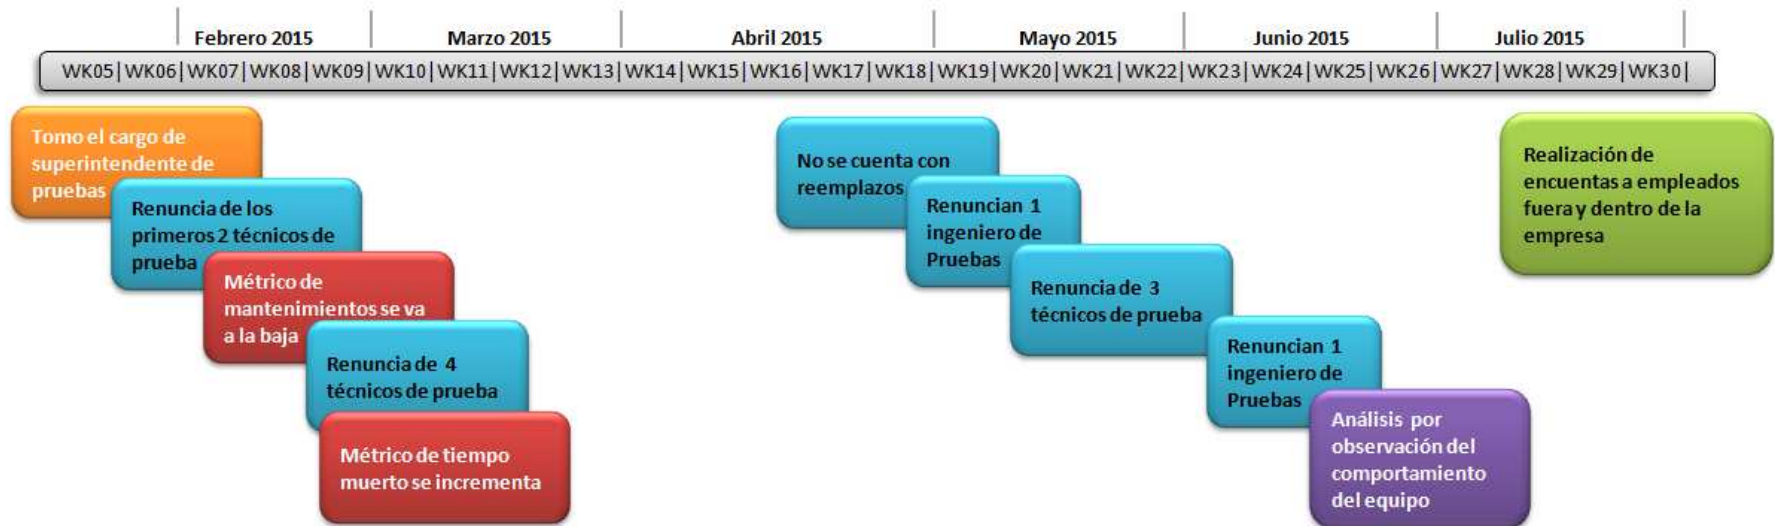 Febrero 2015 Marzo 2015 Abril 2015 Mayo 2015 Junio 2015 Julio 2015
WK05|WK06|WK07|WK08|WK09|WK10|WK11|WK12|WK13|WK14|WK15|WK16|WK17|WK18|WK19|WK20|WK21|WK22|WK23|WK24|WK25|WK26|WK27|WK28|WK29|WK30|
Tomo el cargo de
superintendente de
pruebas
Renuncia de los
primeros 2 técnicos de
prueba
Métrico de
mantenimientos se va
a la baja
Renuncia de 4
técnicos de prueba
Métrico de tiempo
muerto se incrementa
No se cuenta con
reemplazos
Renuncian 1
ingeniero de
Pruebas
Renuncia de 3
técnicos de prueba
Renuncian 1
ingeniero de
Pruebas
Análisis por
observación del
comportamiento
del equipo
Realización de
encuentas a empleados
fuera y dentro de la
empresa